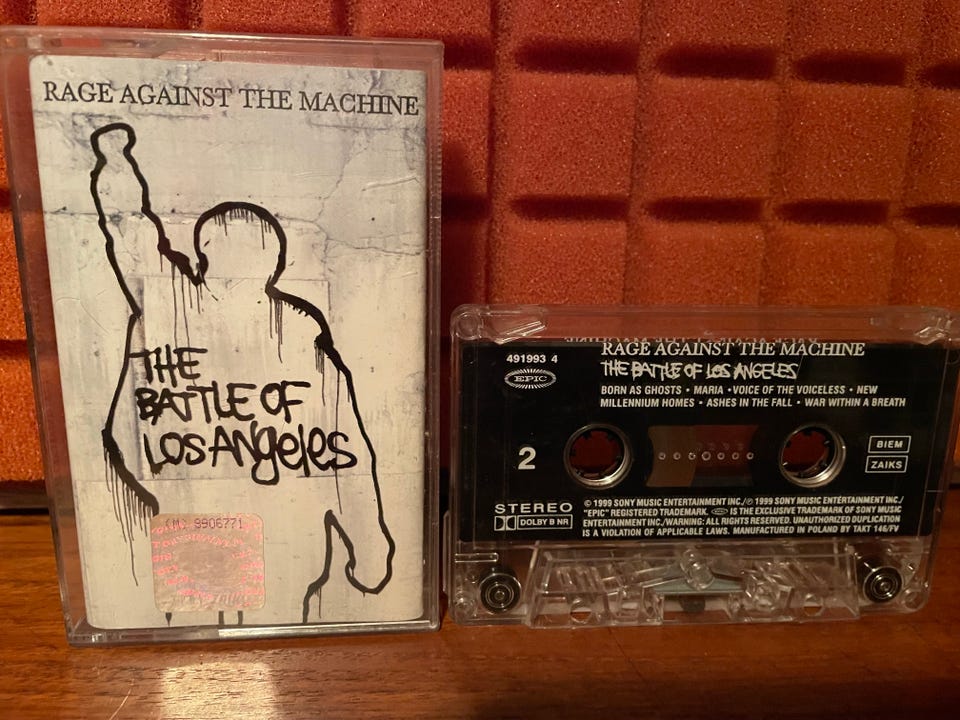 RAGE AGAINST THE MACHINE
THE
BATTLE OF
LOS ANGELES
(M) 9906771
491993 4
EPIC
RAGE AGAINST THE MACHINE
THE BATTLE OF LOS ANGELES
BORN AS GHOSTS • MARIA • VOICE OF THE VOICELESS • NEW
MILLENNIUM HOMES • ASHES IN THE FALL • WAR WITHIN A BREATH
2
BIEM
ZAIKS
STEREO
DOLBY B NR
© 1999 SONY MUSIC ENTERTAINMENT INC./℗ 1999 SONY MUSIC ENTERTAINMENT INC./
"EPIC" REGISTERED TRADEMARK. EPIC IS THE EXCLUSIVE TRADEMARK OF SONY MUSIC
ENTERTAINMENT INC./WARNING: ALL RIGHTS RESERVED. UNAUTHORIZED DUPLICATION
IS A VIOLATION OF APPLICABLE LAWS. MANUFACTURED IN POLAND BY TAKT 146/FV